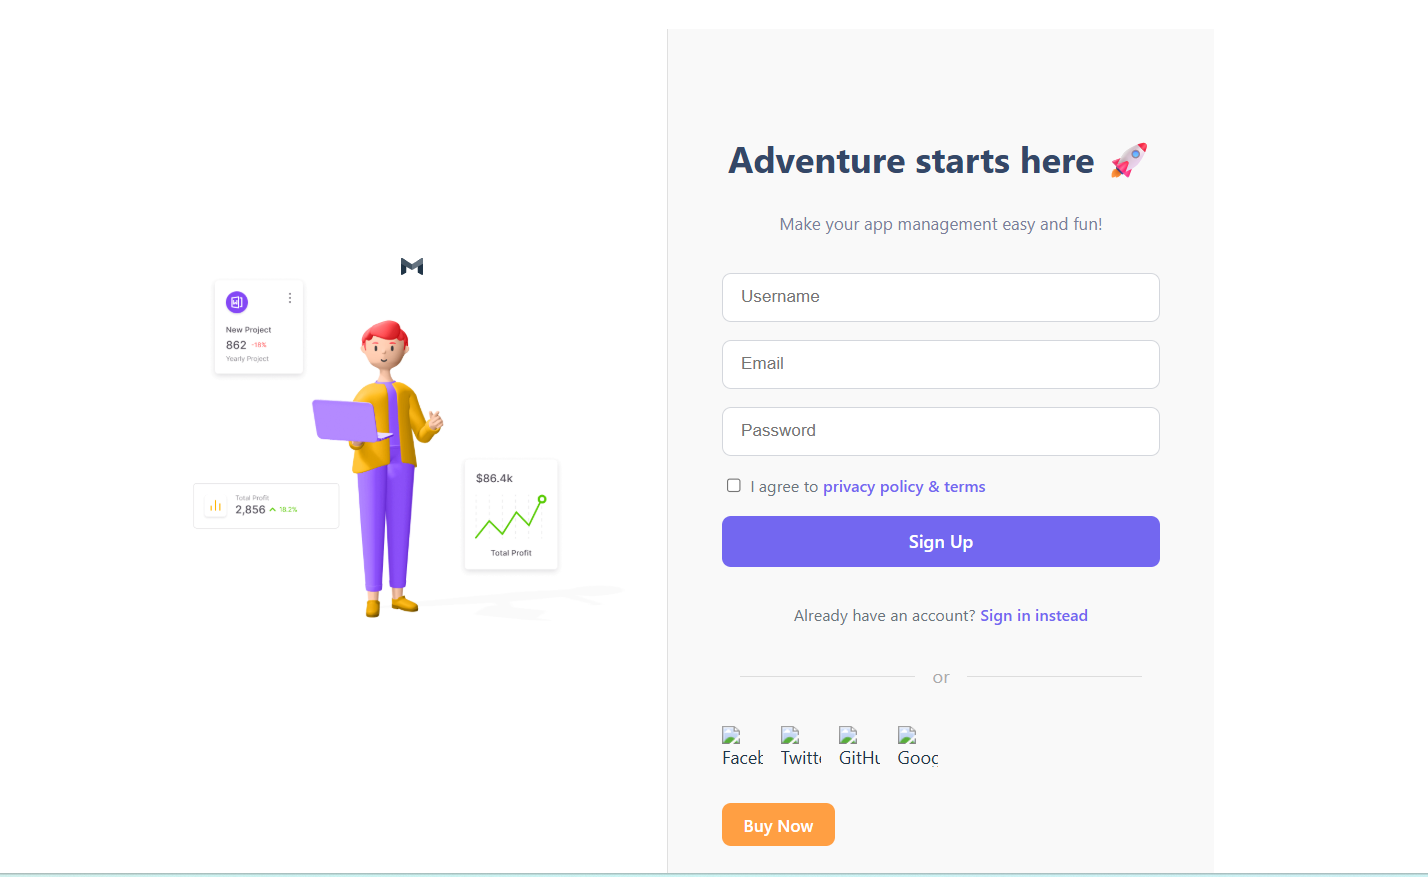 New Project
862 -18%
Yearly Project
Total Profit
2,856 18.2%
$86.4k
Total Profit
Adventure starts here 🚀
Make your app management easy and fun!
Username
Email
Password
I agree to privacy policy & terms
Sign Up
Already have an account? Sign in instead
or
Faceb Twitt GitHu Goog
Buy Now